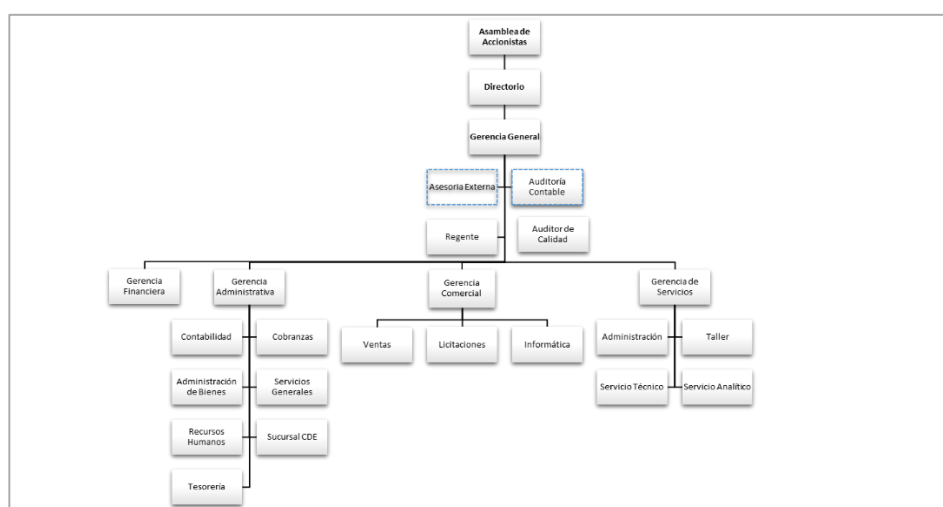 Asamblea de
Accionistas
Directorio
Gerencia General
Asesoria Externa
Auditoría
Contable
Regente
Auditor de
Calidad
Gerencia
Financiera
Gerencia
Administrativa
Gerencia
Comercial
Gerencia de
Servicios
Contabilidad
Cobranzas
Ventas
Licitaciones
Informática
Administración
Taller
Administración
de Bienes
Servicios
Generales
Servicio Técnico
Servicio Analítico
Recursos
Humanos
Sucursal CDE
Tesorería